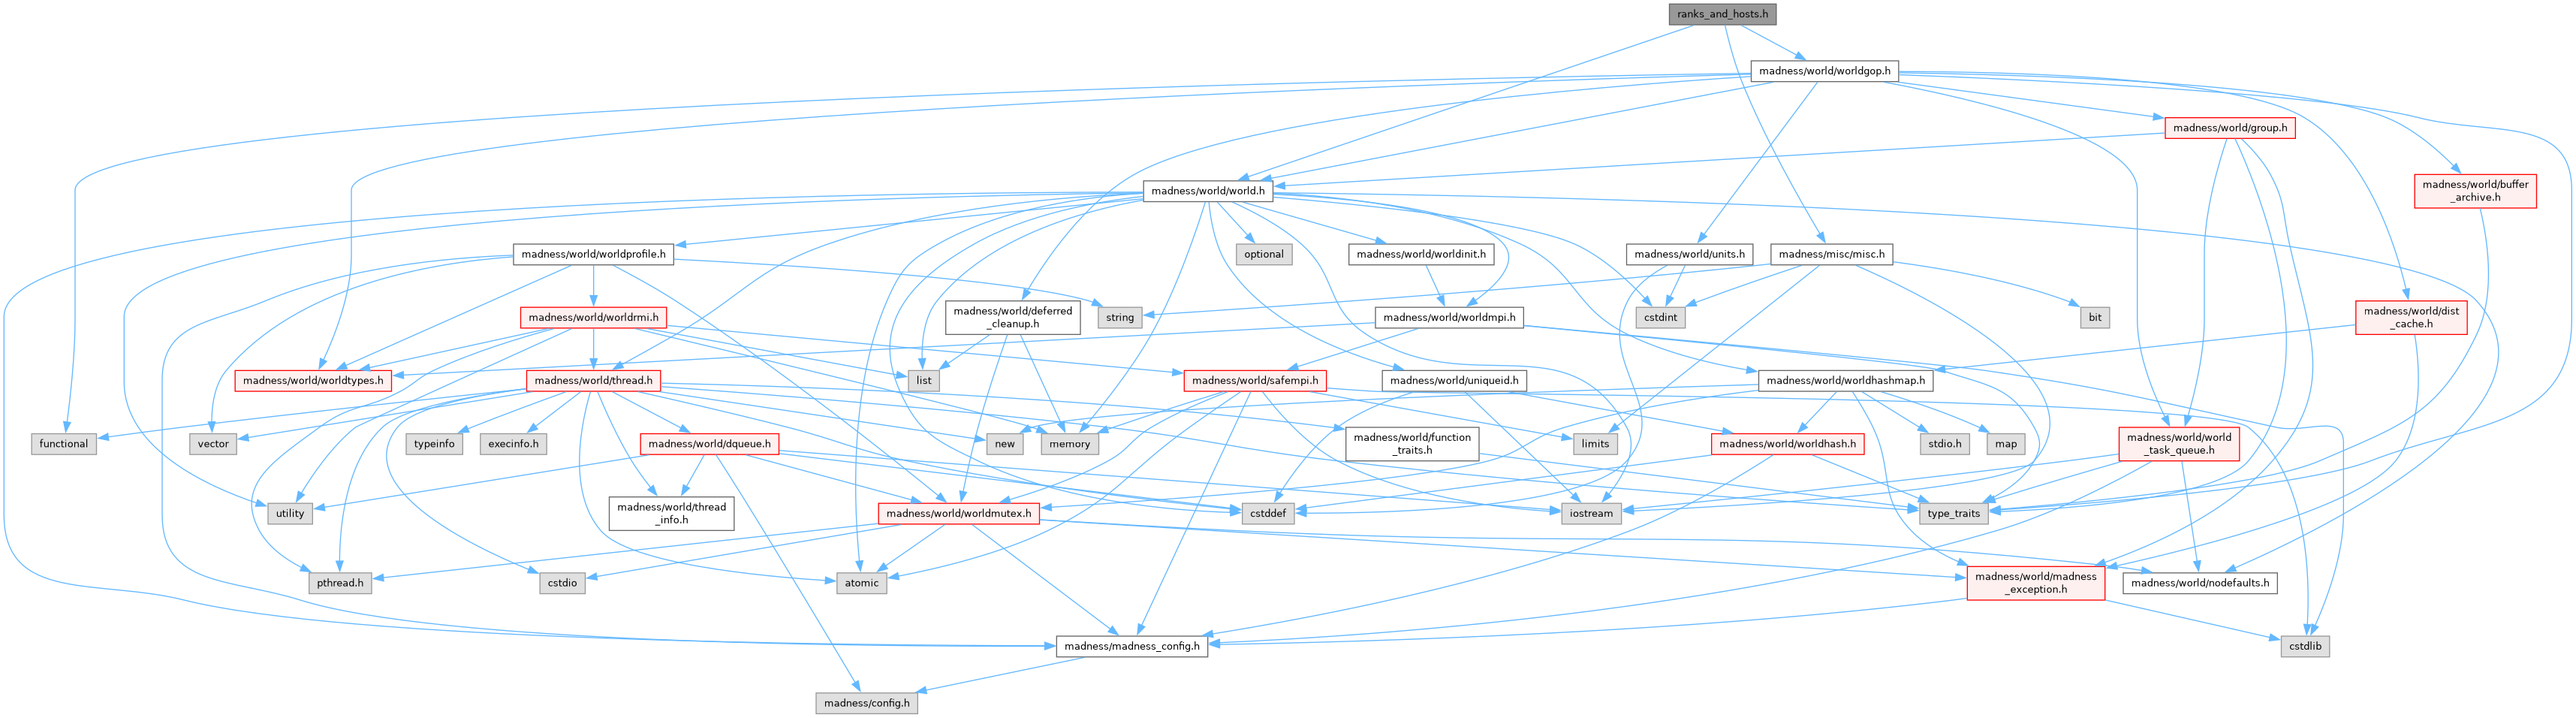 ranks_and_hosts.h
madness/world/worldgop.h
madness/world/group.h
madness/world/world.h
madness/world/buffer
_archive.h
madness/world/worldprofile.h
optional
madness/world/worldinit.h
madness/world/units.h
madness/misc/misc.h
madness/world/worldrmi.h
madness/world/deferred
_cleanup.h
string
madness/world/worldmpi.h
cstdint
bit
madness/world/dist
_cache.h
madness/world/worldtypes.h
madness/world/thread.h
list
madness/world/safempi.h
madness/world/uniqueid.h
madness/world/worldhashmap.h
functional
vector
typeinfo
execinfo.h
madness/world/dqueue.h
new
memory
limits
madness/world/function
_traits.h
madness/world/worldhash.h
stdio.h
map
madness/world/world
_task_queue.h
utility
madness/world/thread
_info.h
madness/world/worldmutex.h
cstddef
iostream
type_traits
pthread.h
cstdio
atomic
madness/world/madness
_exception.h
madness/world/nodefaults.h
madness/madness_config.h
cstdlib
madness/config.h